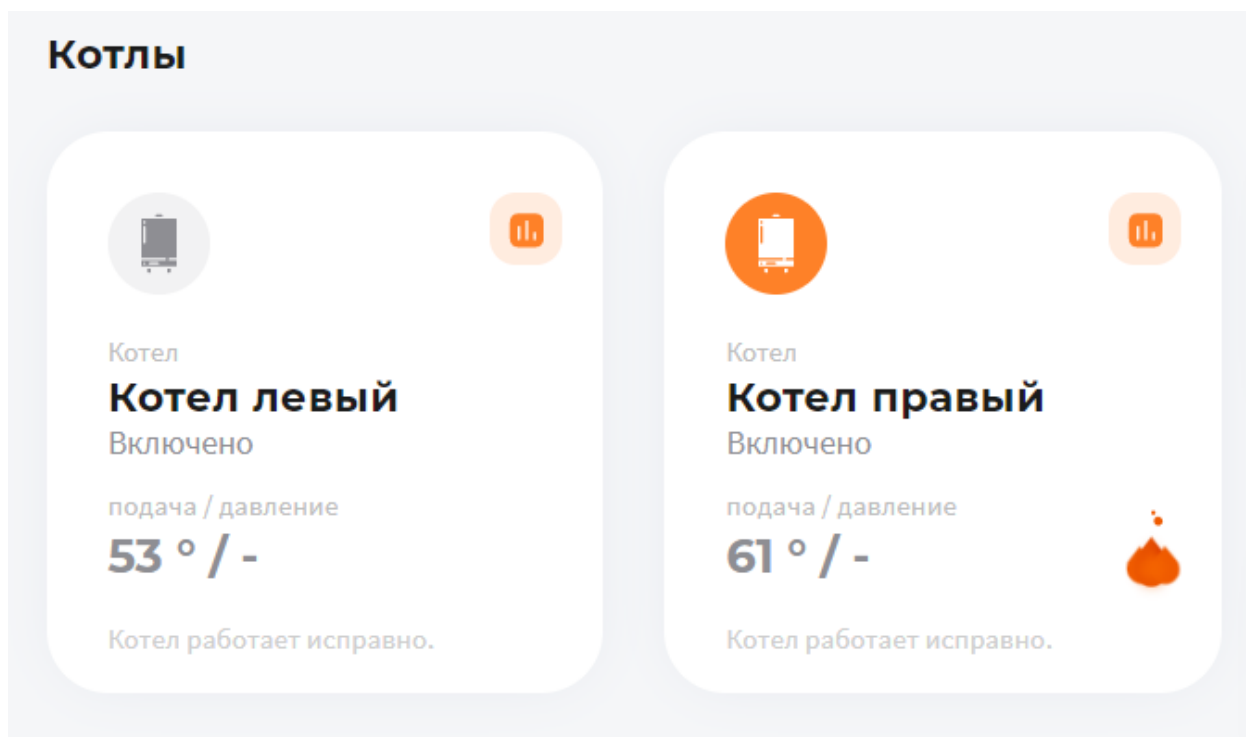 Котлы
Котел
Котел левый
Включено
подача / давление
53 ° / -
Котел работает исправно.
Котел
Котел правый
Включено
подача / давление
61 ° / -
Котел работает исправно.